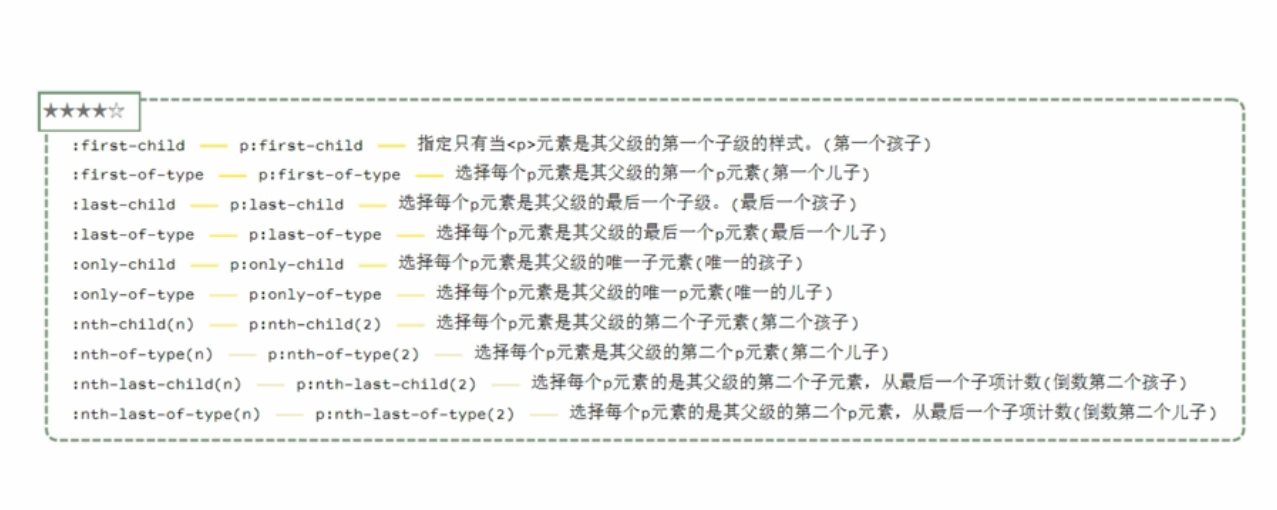 ★★★★☆
:first-child —— p:first-child —— 指定只有当<p>元素是其父级的第一个子级的样式。(第一个孩子)
:first-of-type —— p:first-of-type —— 选择每个p元素是其父级的第一个p元素(第一个儿子)
:last-child —— p:last-child —— 选择每个p元素是其父级的最后一个子级。(最后一个孩子)
:last-of-type —— p:last-of-type —— 选择每个p元素是其父级的最后一个p元素(最后一个儿子)
:only-child —— p:only-child —— 选择每个p元素是其父级的唯一子元素(唯一的孩子)
:only-of-type —— p:only-of-type —— 选择每个p元素是其父级的唯一p元素(唯一的儿子)
:nth-child(n) —— p:nth-child(2) —— 选择每个p元素是其父级的第二个子元素(第二个孩子)
:nth-of-type(n) —— p:nth-of-type(2) —— 选择每个p元素是其父级的第二个p元素(第二个儿子)
:nth-last-child(n) —— p:nth-last-child(2) —— 选择每个p元素的是其父级的第二个子元素，从最后一个子项计数(倒数第二个孩子)
:nth-last-of-type(n) —— p:nth-last-of-type(2) —— 选择每个p元素的是其父级的第二个p元素，从最后一个子项计数(倒数第二个儿子)